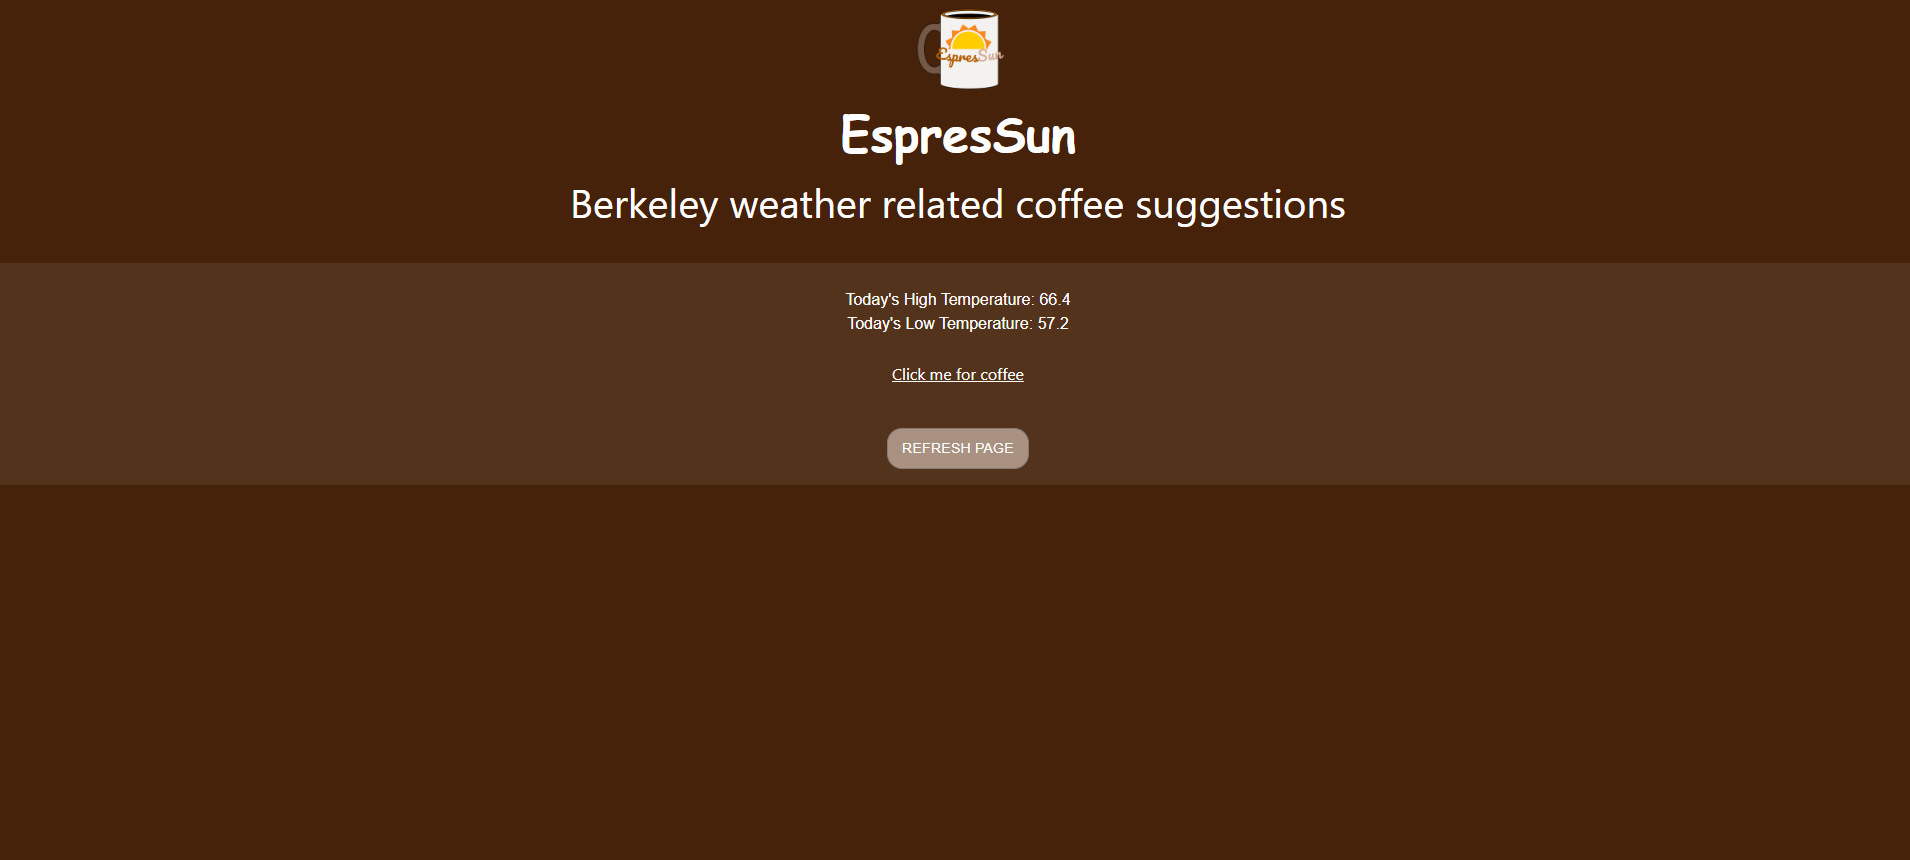 EspresSun
EspresSun
Berkeley weather related coffee suggestions
Today's High Temperature: 66.4
Today's Low Temperature: 57.2
Click me for coffee
REFRESH PAGE